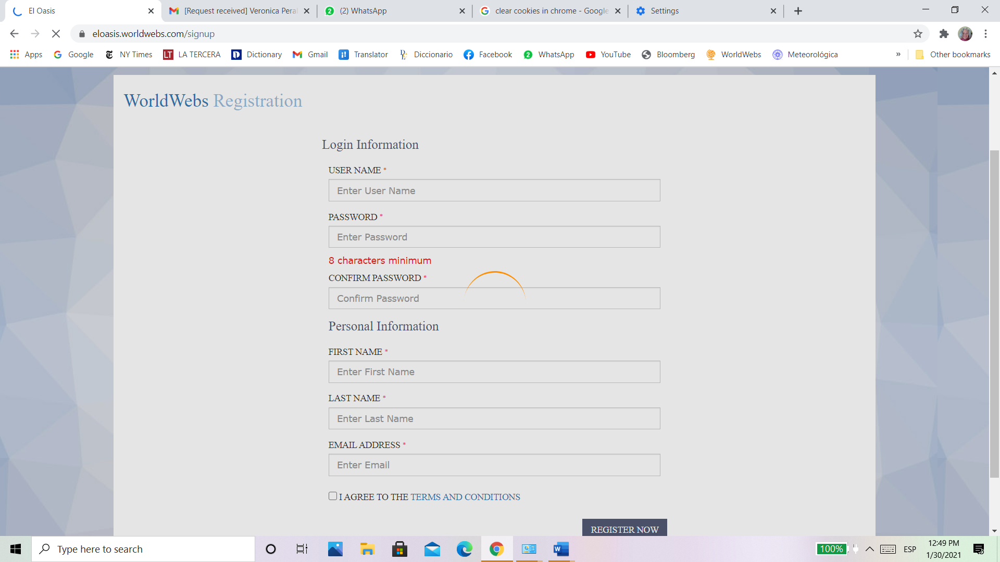 El Oasis
[Request received] Veronica Peral
(2) WhatsApp
clear cookies in chrome - Google
Settings
eloasis.worldwebs.com/signup
Apps Google NY Times LA TERCERA Dictionary Gmail Translator Diccionario Facebook WhatsApp YouTube Bloomberg WorldWebs Meteorológica » Other bookmarks
WorldWebs Registration
Login Information
USER NAME *
Enter User Name
PASSWORD *
Enter Password
8 characters minimum
CONFIRM PASSWORD *
Confirm Password
Personal Information
FIRST NAME *
Enter First Name
LAST NAME *
Enter Last Name
EMAIL ADDRESS *
Enter Email
I AGREE TO THE TERMS AND CONDITIONS
REGISTER NOW
Type here to search
100%
ESP
12:49 PM
1/30/2021